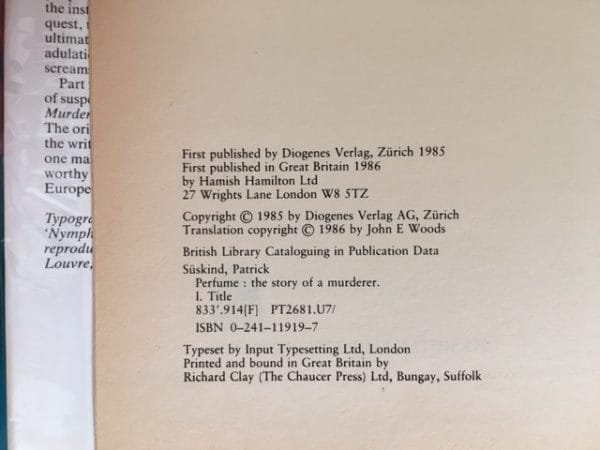 the inst
quest,
ultimat
adulati
scream
Part
of susp
Murder
The ori
the writ
one ma
worthy
Europe
Typogra
'Nymph
reprodu
Louvre,
First published by Diogenes Verlag, Zürich 1985
First published in Great Britain 1986
by Hamish Hamilton Ltd
27 Wrights Lane London W8 5TZ
Copyright © 1985 by Diogenes Verlag AG, Zürich
Translation copyright © 1986 by John E Woods
British Library Cataloguing in Publication Data
Süskind, Patrick
Perfume : the story of a murderer.
I. Title
833'.914[F] PT2681.U7/
ISBN 0–241–11919–7
Typeset by Input Typesetting Ltd, London
Printed and bound in Great Britain by
Richard Clay (The Chaucer Press) Ltd, Bungay, Suffolk